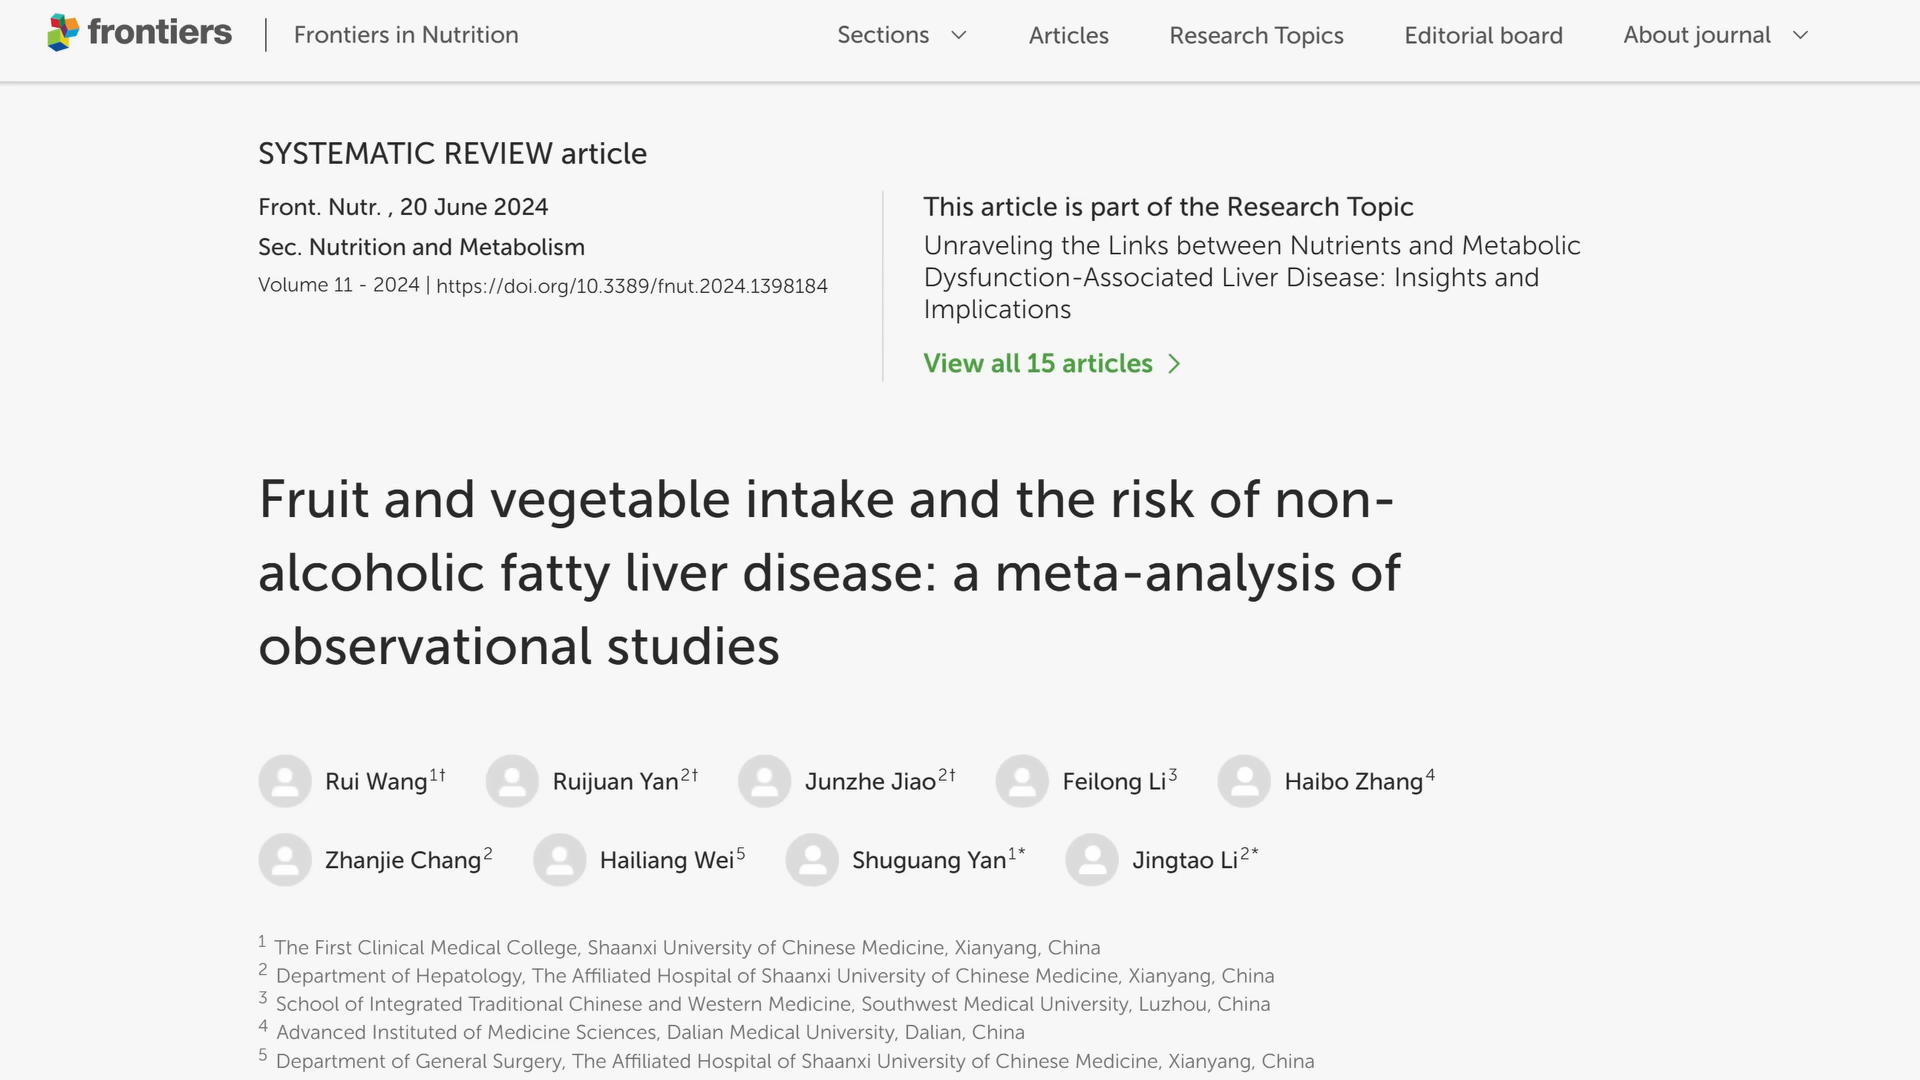 frontiers
Frontiers in Nutrition
Sections
Articles
Research Topics
Editorial board
About journal
SYSTEMATIC REVIEW article
Front. Nutr. , 20 June 2024
Sec. Nutrition and Metabolism
Volume 11 - 2024 | https://doi.org/10.3389/fnut.2024.1398184
This article is part of the Research Topic
Unraveling the Links between Nutrients and Metabolic
Dysfunction-Associated Liver Disease: Insights and
Implications
View all 15 articles
Fruit and vegetable intake and the risk of non-
alcoholic fatty liver disease: a meta-analysis of
observational studies
Rui Wang1† Ruijuan Yan2† Junzhe Jiao2† Feilong Li3 Haibo Zhang4
Zhanjie Chang2 Hailiang Wei5 Shuguang Yan1* Jingtao Li2*
1 The First Clinical Medical College, Shaanxi University of Chinese Medicine, Xianyang, China
2 Department of Hepatology, The Affiliated Hospital of Shaanxi University of Chinese Medicine, Xianyang, China
3 School of Integrated Traditional Chinese and Western Medicine, Southwest Medical University, Luzhou, China
4 Advanced Instituted of Medicine Sciences, Dalian Medical University, Dalian, China
5 Department of General Surgery, The Affiliated Hospital of Shaanxi University of Chinese Medicine, Xianyang, China